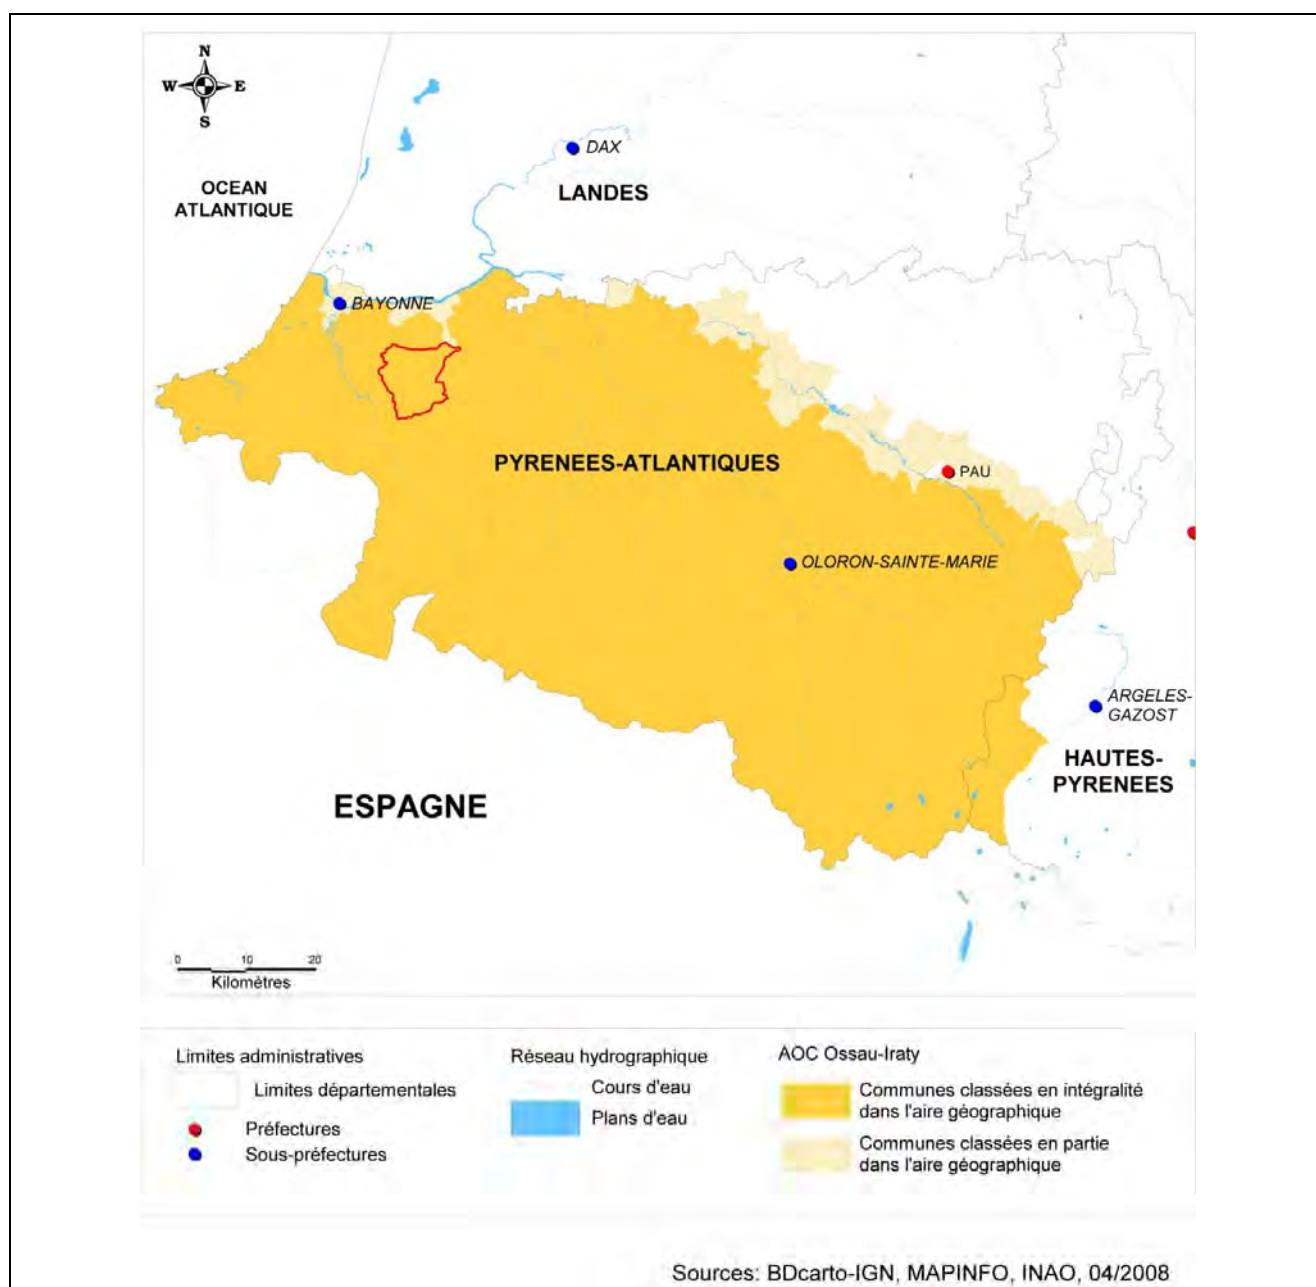 N
W E
S
DAX
OCEAN
ATLANTIQUE
LANDES
BAYONNE
PYRENEES-ATLANTIQUES
PAU
OLORON-SAINTE-MARIE
ARGELES-
GAZOST
HAUTES-
PYRENEES
ESPAGNE
0 10 20
Kilomètres
Limites administratives
Limites départementales
Préfectures
Sous-préfectures
Réseau hydrographique
Cours d'eau
Plans d'eau
AOC Ossau-Iraty
Communes classées en intégralité
dans l'aire géographique
Communes classées en partie
dans l'aire géographique
Sources: BDcarto-IGN, MAPINFO, INAO, 04/2008